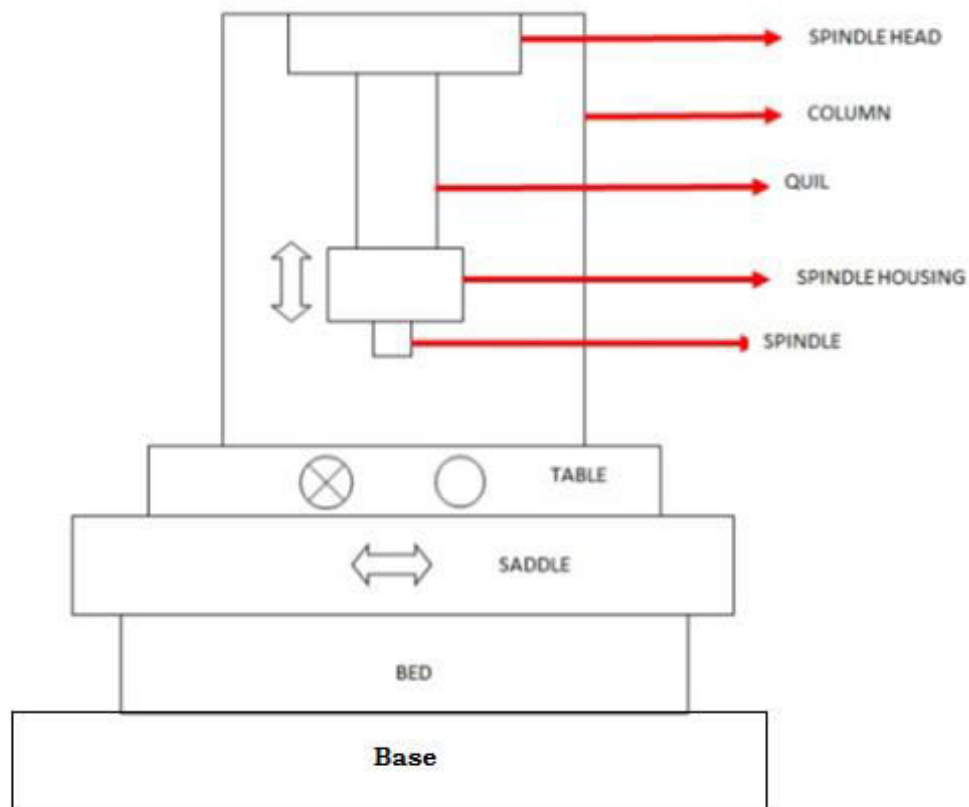 SPINDLE HEAD
COLUMN
QUIL
SPINDLE HOUSING
SPINDLE
TABLE
SADDLE
BED
Base